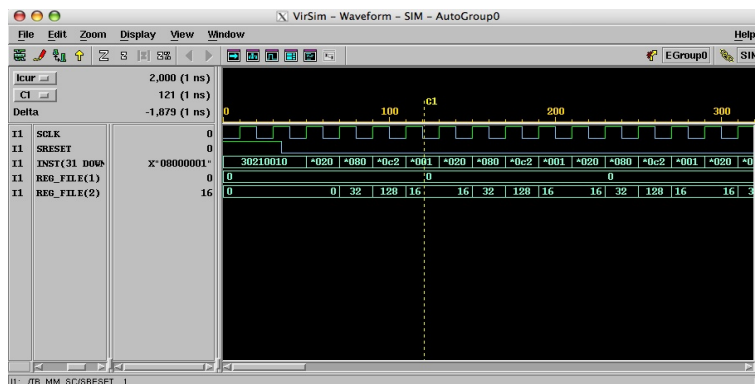 VirSim - Waveform - SIM - AutoGroup0
File Edit Zoom Display View Window Help
EGroup0 SIM
Icur 2,000 (1 ns)
C1 121 (1 ns)
Delta -1,879 (1 ns)
C1
0 100 200 300
I1 SCLK 0
I1 SRESET 0
I1 INST(31 DOWN X"08000001" 30210010 *020 *080 *0c2 *001 *020 *080 *0c2 *001 *020 *080 *0c2 *001 *020 *0
I1 REG_FILE(1) 0 0 0 0
I1 REG_FILE(2) 16 0 0 32 128 16 16 32 128 16 16 32 128 16 16 3
I1: /TB_MM_SC/SRESET 1